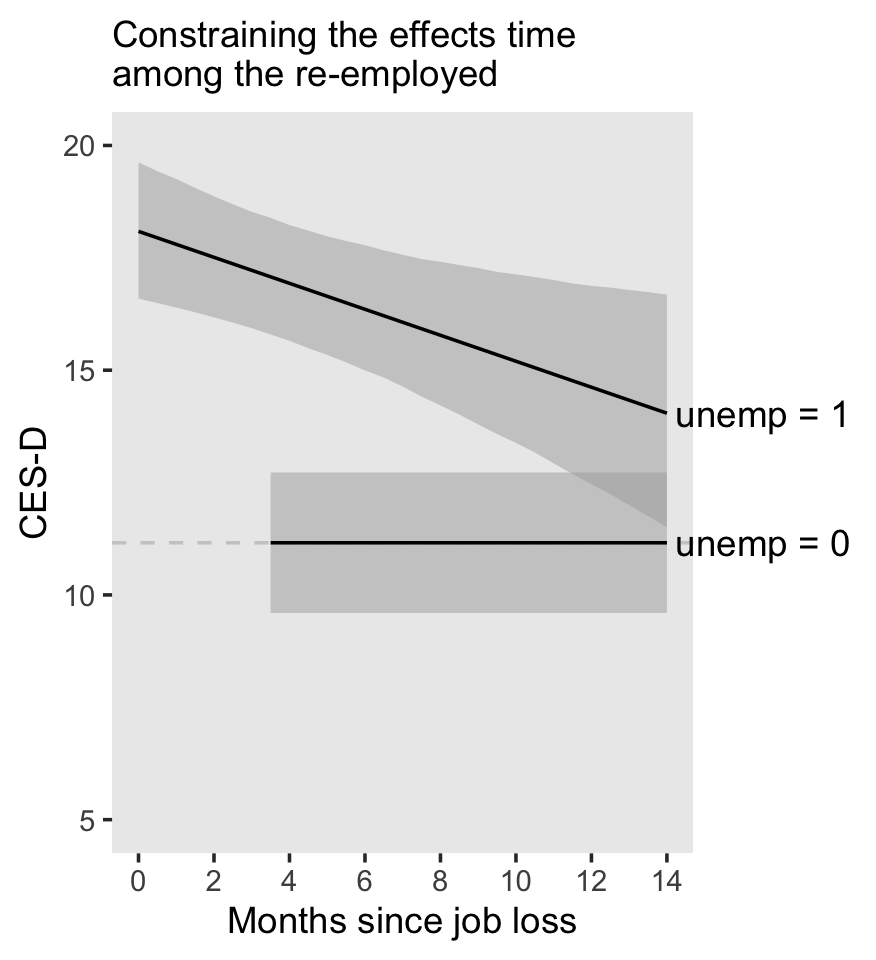 Constraining the effects time
among the re-employed
20
15
10
5
CES-D
unemp = 1
unemp = 0
0 2 4 6 8 10 12 14
Months since job loss